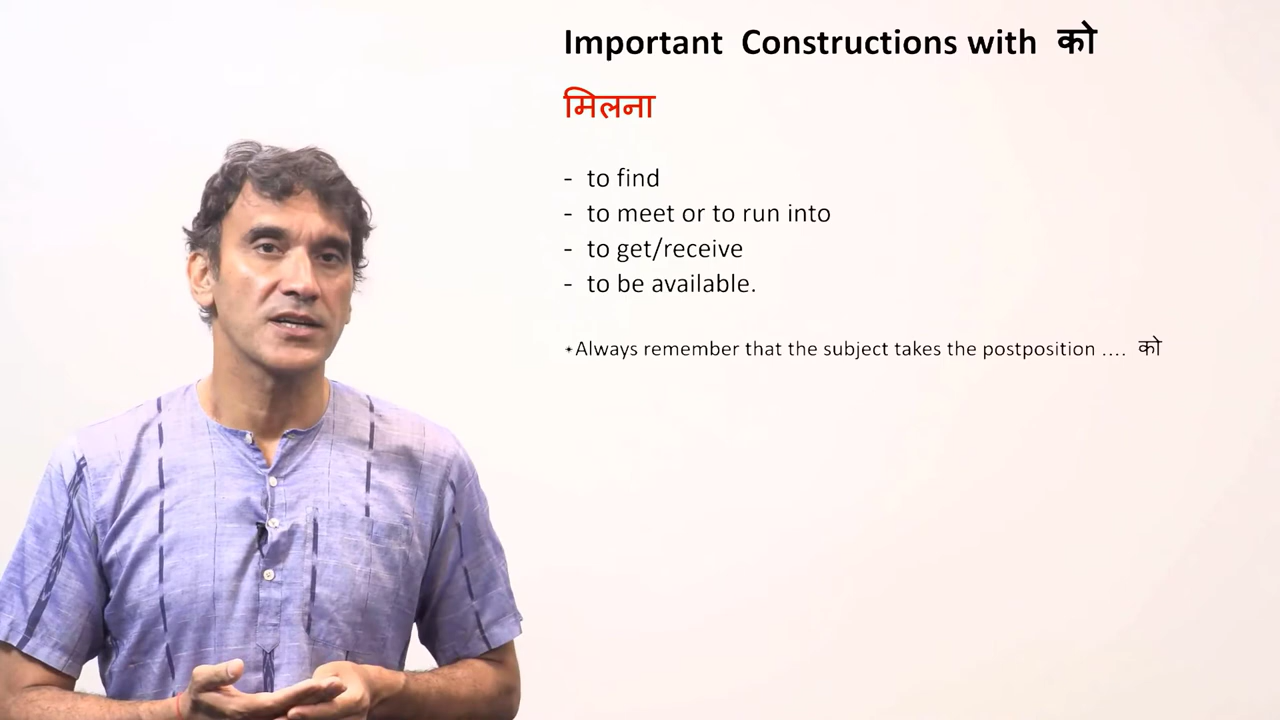 Important Constructions with को
मिलना
- to find
- to meet or to run into
- to get/receive
- to be available.
*Always remember that the subject takes the postposition .... को